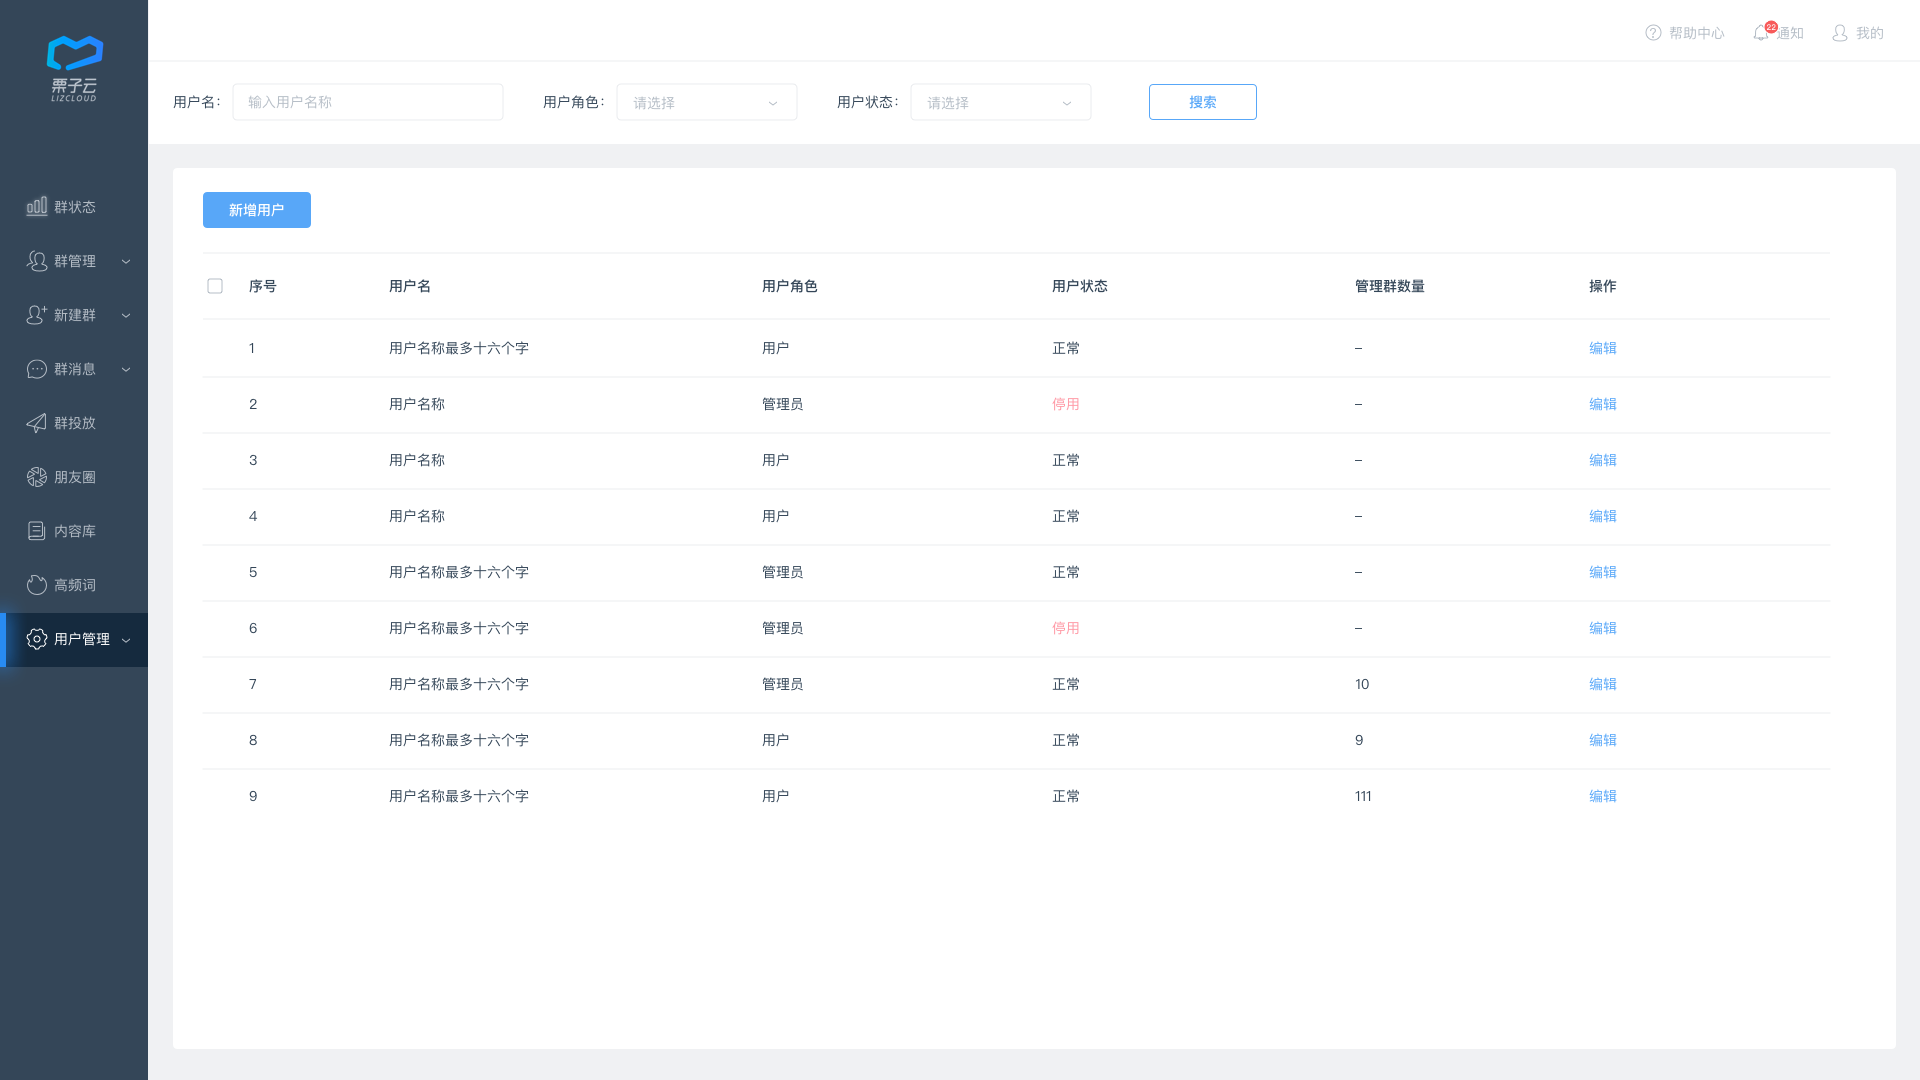 栗子云
LIZCLOUD
群状态
群管理
新建群
群消息
群投放
朋友圈
内容库
高频词
用户管理
帮助中心 22 通知 我的
用户名： 输入用户名称 用户角色： 请选择 用户状态： 请选择 搜索
新增用户
序号 用户名 用户角色 用户状态 管理群数量 操作
1 用户名称最多十六个字 用户 正常 – 编辑
2 用户名称 管理员 停用 – 编辑
3 用户名称 用户 正常 – 编辑
4 用户名称 用户 正常 – 编辑
5 用户名称最多十六个字 管理员 正常 – 编辑
6 用户名称最多十六个字 管理员 停用 – 编辑
7 用户名称最多十六个字 管理员 正常 10 编辑
8 用户名称最多十六个字 用户 正常 9 编辑
9 用户名称最多十六个字 用户 正常 111 编辑